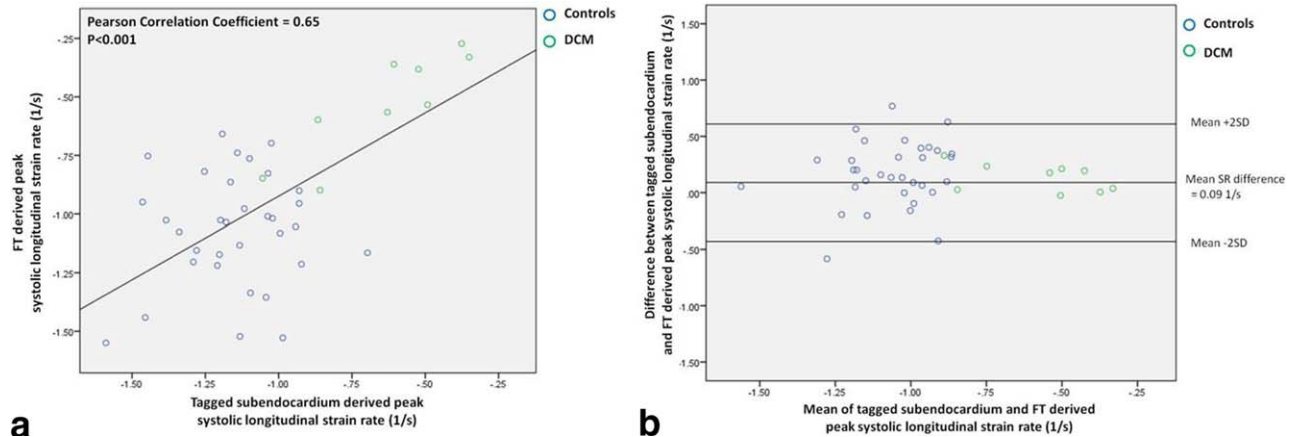 Pearson Correlation Coefficient = 0.65
P<0.001
Controls
DCM
FT derived peak
systolic longitudinal strain rate (1/s)
-.25
-.50
-.75
-1.00
-1.25
-1.50
-1.50
-1.25
-1.00
-.75
-.50
-.25
Tagged subendocardium derived peak
systolic longitudinal strain rate (1/s)
a
Controls
DCM
Difference between tagged subendocardium
and FT derived peak systolic longitudinal strain rate (1/s)
1.50
1.00
.50
.00
-.50
-1.00
-1.50
Mean +2SD
Mean SR difference
= 0.09 1/s
Mean -2SD
-1.50
-1.25
-1.00
-.75
-.50
-.25
Mean of tagged subendocardium and FT derived
peak systolic longitudinal strain rate (1/s)
b